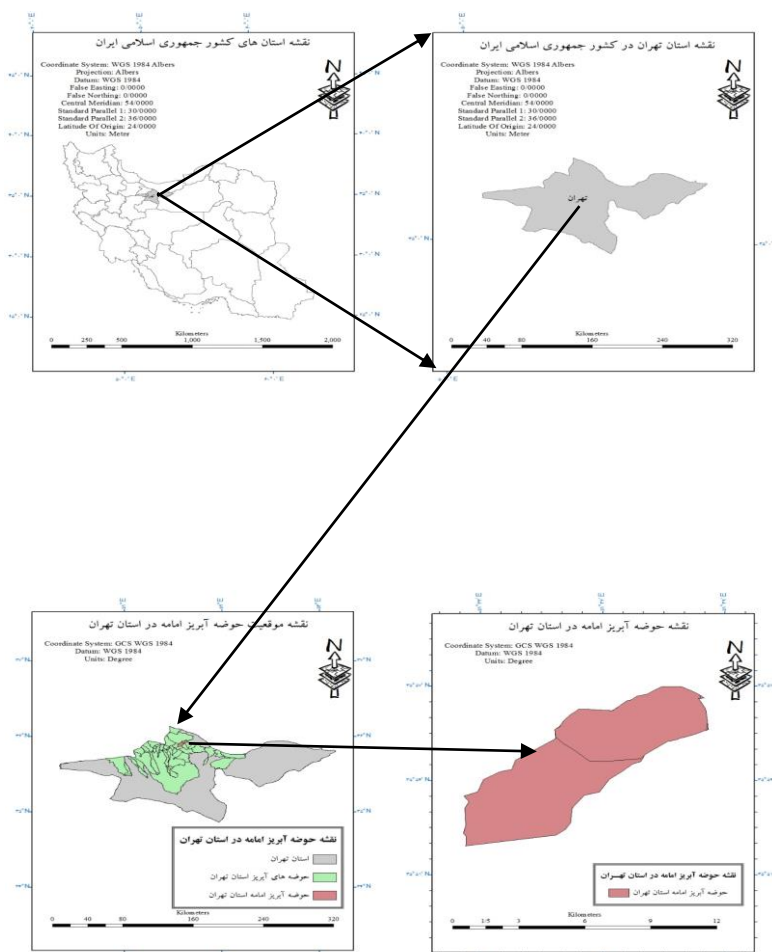 نقشه استان های کشور جمهوری اسلامی ایران
Coordinate System: WGS 1984 Albers
Projection: Albers
Datum: WGS 1984
False Easting: 0/0000
False Northing: 0/0000
Central Meridian: 54/0000
Standard Parallel 1: 30/0000
Standard Parallel 2: 36/0000
Latitude Of Origin: 24/0000
Units: Meter
N
Kilometers
0 250 500 1,000 1,500 2,000
نقشه استان تهران در کشور جمهوری اسلامی ایران
Coordinate System: WGS 1984 Albers
Projection: Albers
Datum: WGS 1984
False Easting: 0/0000
False Northing: 0/0000
Central Meridian: 54/0000
Standard Parallel 1: 30/0000
Standard Parallel 2: 36/0000
Latitude Of Origin: 24/0000
Units: Meter
N
تهران
Kilometers
0 40 80 160 240 320
نقشه موقعیت حوضه آبریز امامه در استان تهران
Coordinate System: GCS WGS 1984
Datum: WGS 1984
Units: Degree
N
نقشه حوضه آبریز امامه در استان تهران
استان تهران
حوضه های آبریز استان تهران
حوضه آبریز امامه استان تهران
Kilometers
0 40 80 160 240 320
نقشه حوضه آبریز امامه در استان تهران
Coordinate System: GCS WGS 1984
Datum: WGS 1984
Units: Degree
N
نقشه حوضه آبریز امامه در استان تهـران
حوضه آبریز امامه استان تهران
Kilometers
0 1/5 3 6 9 12